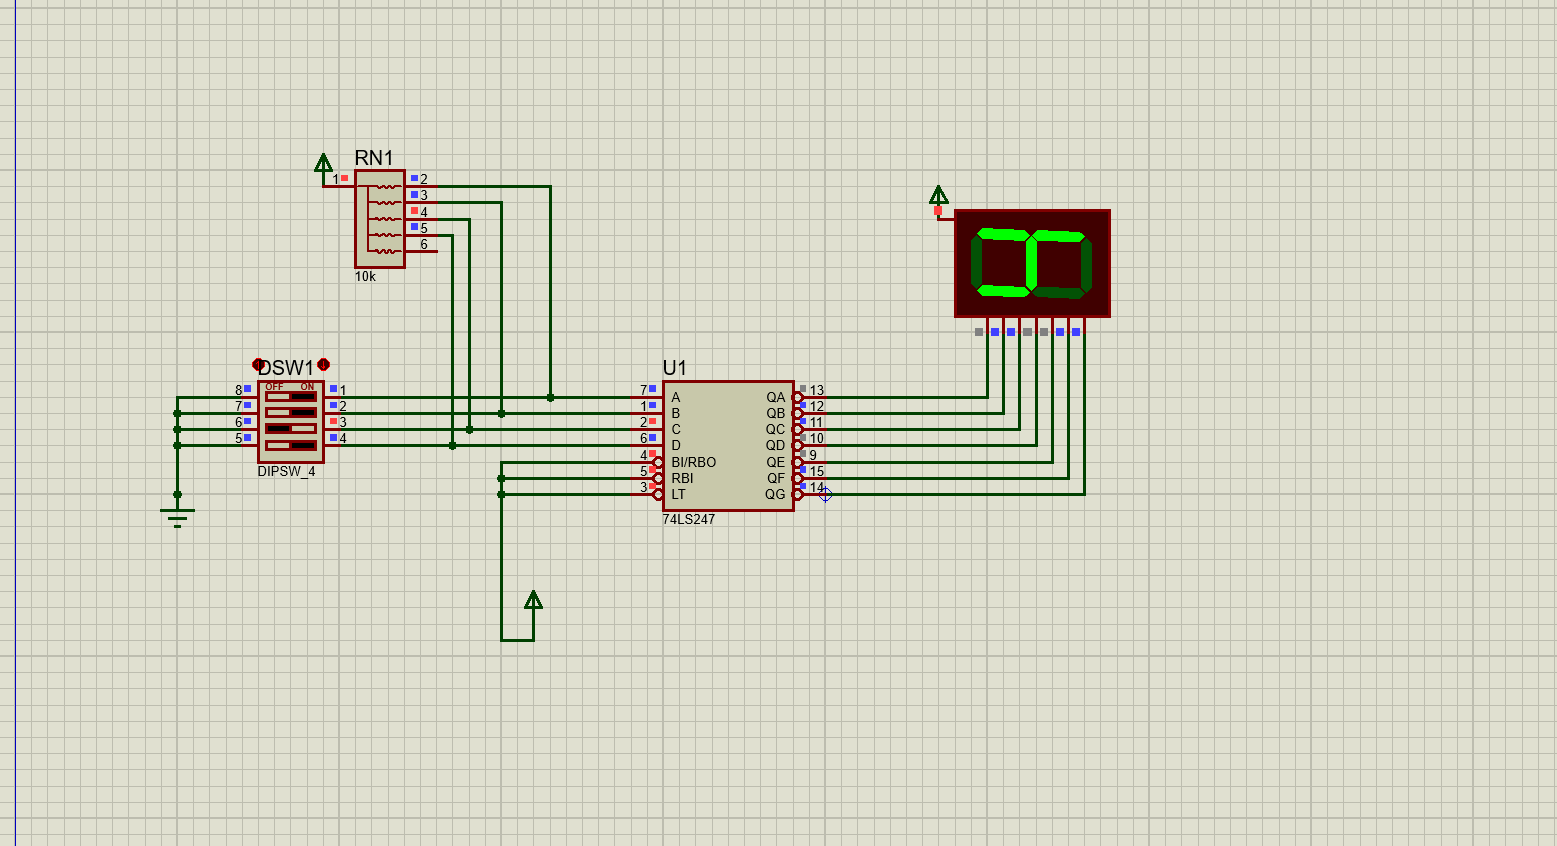 RN1
1
2
3
4
5
6
10k
DSW1
OFF ON
8 1
7 2
6 3
5 4
DIPSW_4
U1
7 A QA 13
1 B QB 12
2 C QC 11
6 D QD 10
4 BI/RBO QE 9
5 RBI QF 15
3 LT QG 14
74LS247